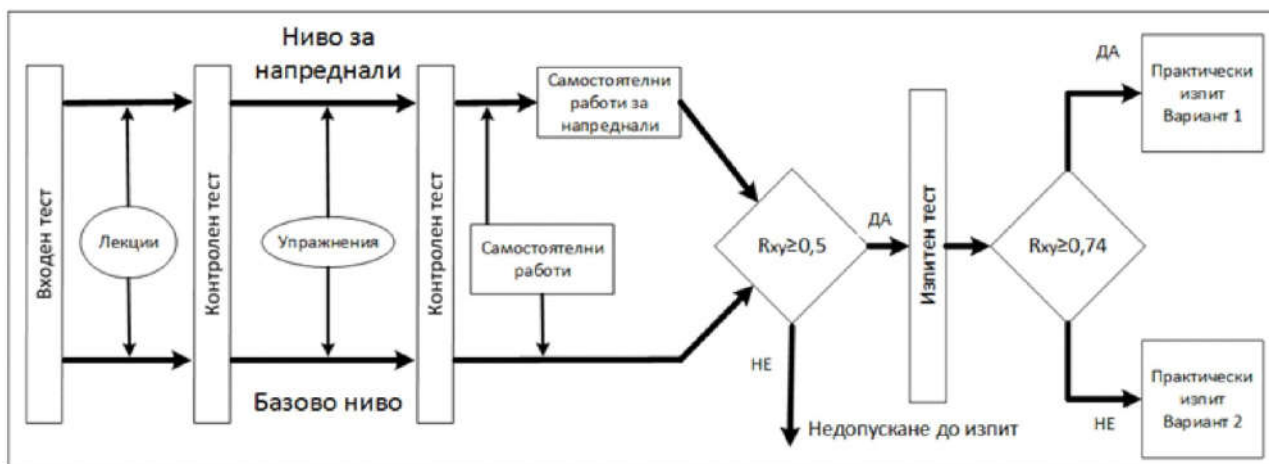 Входен тест
Лекции
Контролен тест
Ниво за
напреднали
Упражнения
Базово ниво
Контролен тест
Самостоятелни
работи за
напреднали
Самостоятелни
работи
Rxy≥0,5
ДА
НЕ
Недопускане до изпит
Изпитен тест
Rxy≥0,74
ДА
Практически
изпит
Вариант 1
НЕ
Практически
изпит
Вариант 2